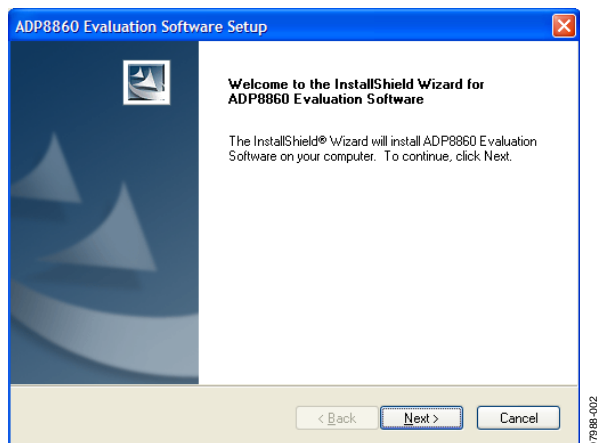 ADP8860 Evaluation Software Setup
Welcome to the InstallShield Wizard for
ADP8860 Evaluation Software
The InstallShield® Wizard will install ADP8860 Evaluation
Software on your computer. To continue, click Next.
< Back
Next >
Cancel
7988-002